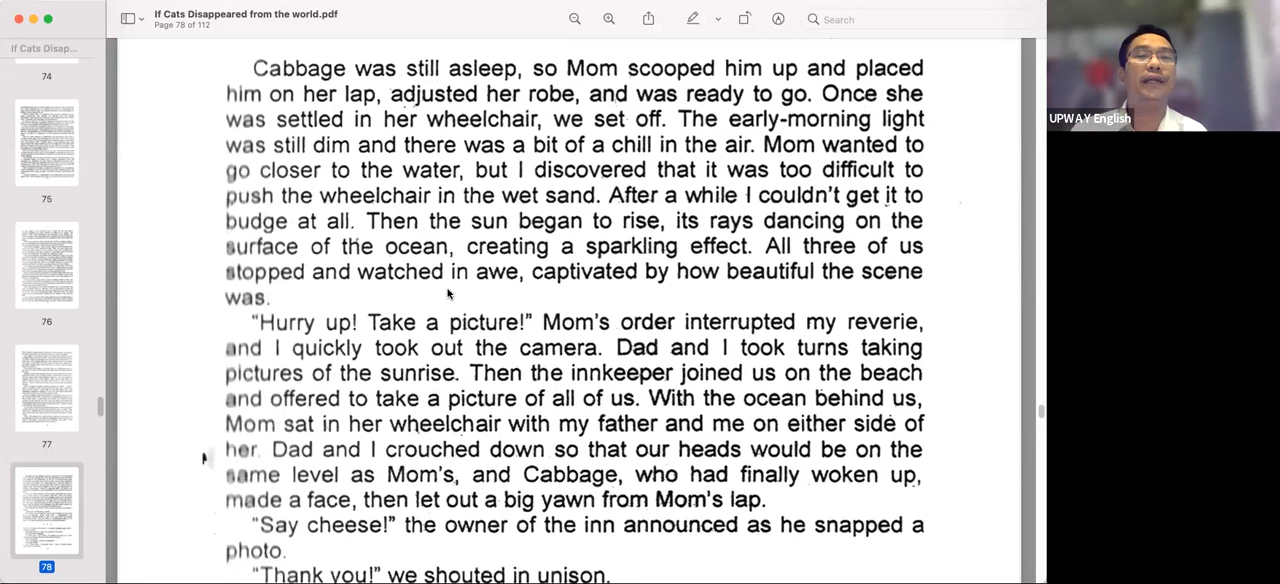 If Cats Disappeared from the world.pdf
Page 78 of 112
Search
If Cats Disap...
74
75
76
77
78
Cabbage was still asleep, so Mom scooped him up and placed
him on her lap, adjusted her robe, and was ready to go. Once she
was settled in her wheelchair, we set off. The early-morning light
was still dim and there was a bit of a chill in the air. Mom wanted to
go closer to the water, but I discovered that it was too difficult to
push the wheelchair in the wet sand. After a while I couldn't get it to
budge at all. Then the sun began to rise, its rays dancing on the
surface of the ocean, creating a sparkling effect. All three of us
stopped and watched in awe, captivated by how beautiful the scene
was.
"Hurry up! Take a picture!" Mom's order interrupted my reverie,
and I quickly took out the camera. Dad and I took turns taking
pictures of the sunrise. Then the innkeeper joined us on the beach
and offered to take a picture of all of us. With the ocean behind us,
Mom sat in her wheelchair with my father and me on either side of
her. Dad and I crouched down so that our heads would be on the
same level as Mom's, and Cabbage, who had finally woken up,
made a face, then let out a big yawn from Mom's lap.
"Say cheese!" the owner of the inn announced as he snapped a
photo.
"Thank you!" we shouted in unison.
UPWAY English